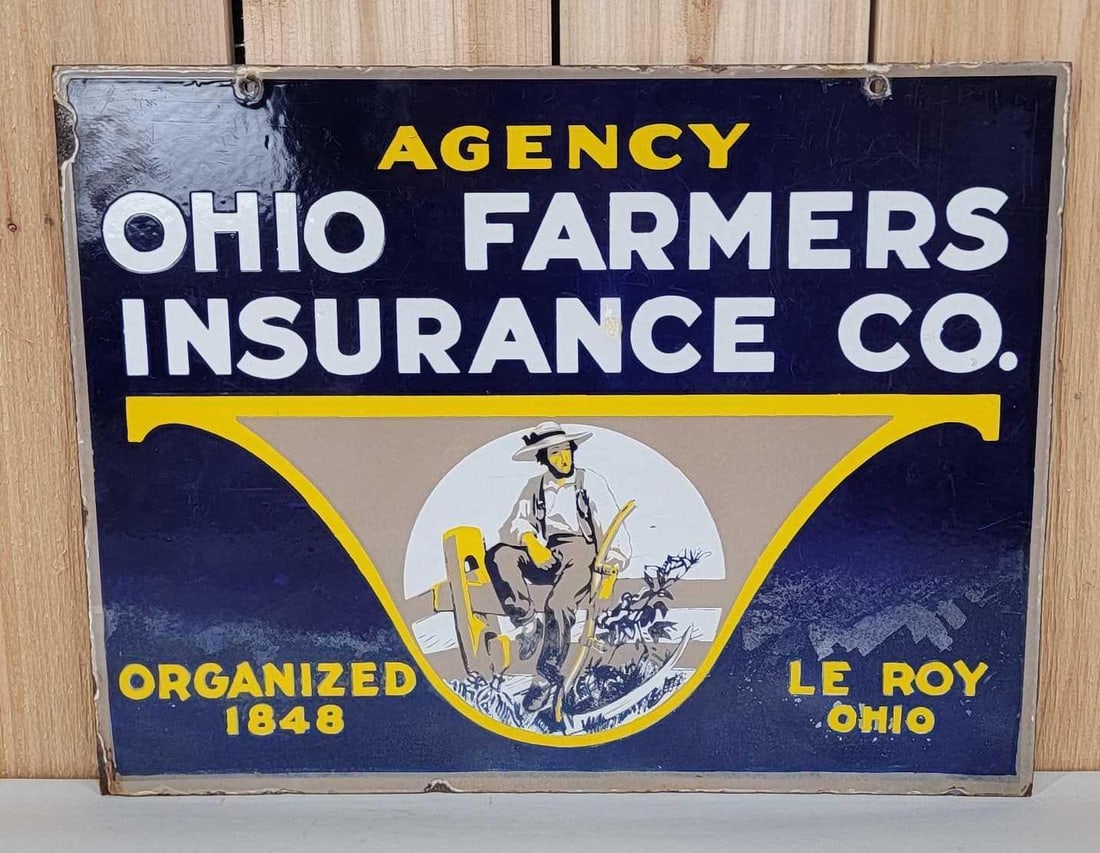 AGENCY
OHIO FARMERS
INSURANCE CO.
ORGANIZED
1848
LE ROY
OHIO